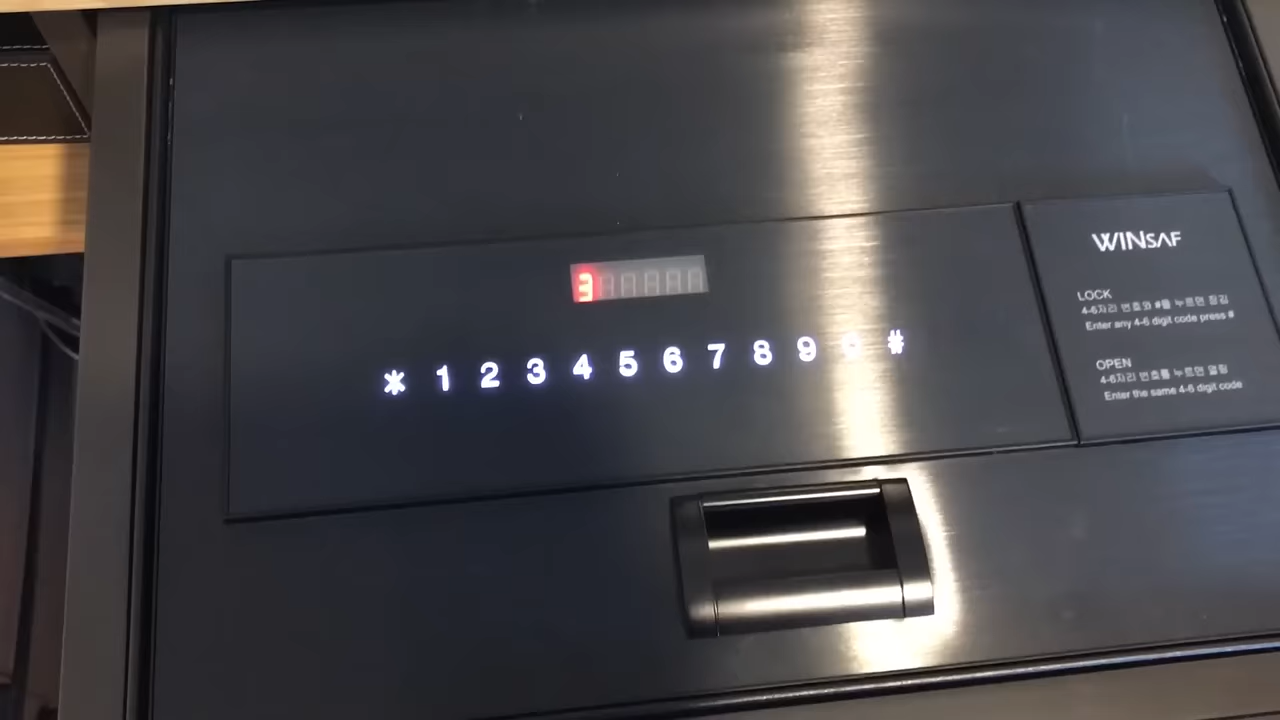 3
* 1 2 3 4 5 6 7 8 9 0 #
WINSAF
LOCK
4-6자리 번호와 #를 누르면 잠김
Enter any 4-6 digit code press #
OPEN
4-6자리 번호를 누르면 열림
Enter the same 4-6 digit code